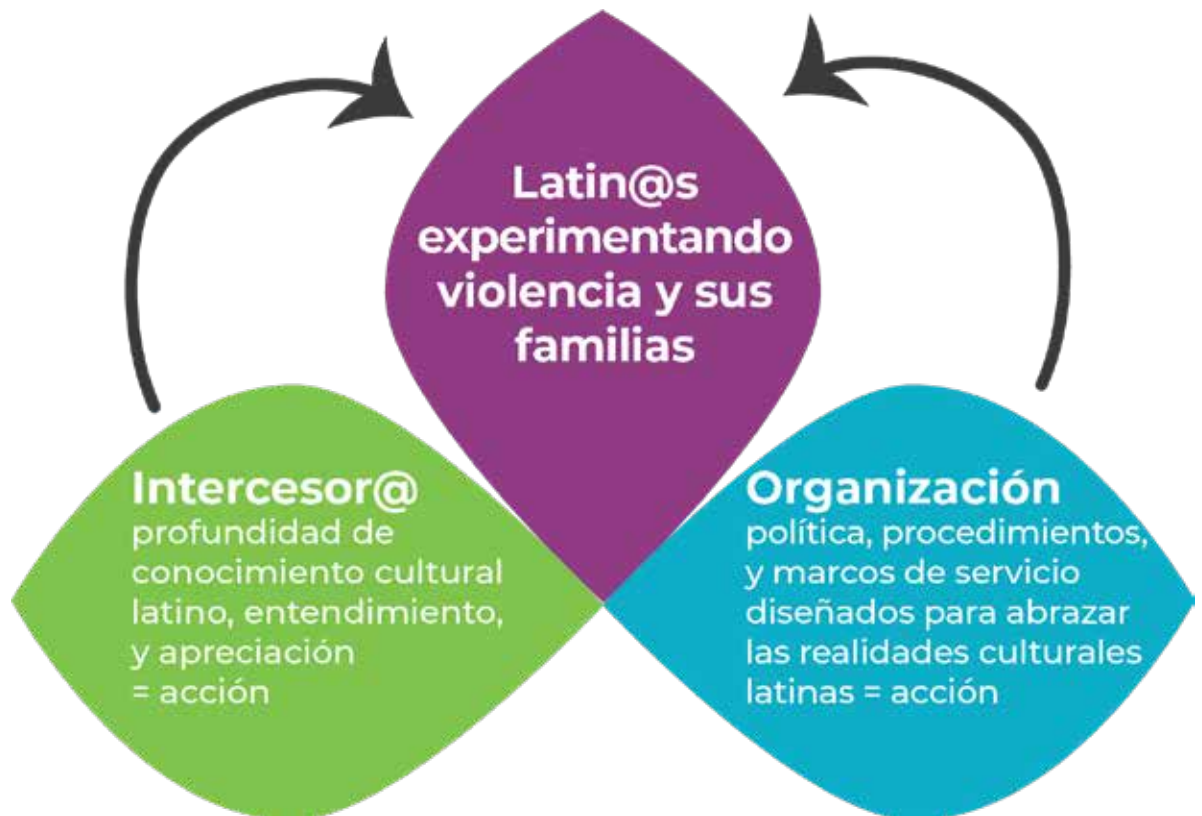 Latin@s
experimentando
violencia y sus
familias
Intercesor@
profundidad de
conocimiento cultural
latino, entendimiento,
y apreciación
= acción
Organización
política, procedimientos,
y marcos de servicio
diseñados para abrazar
las realidades culturales
latinas = acción